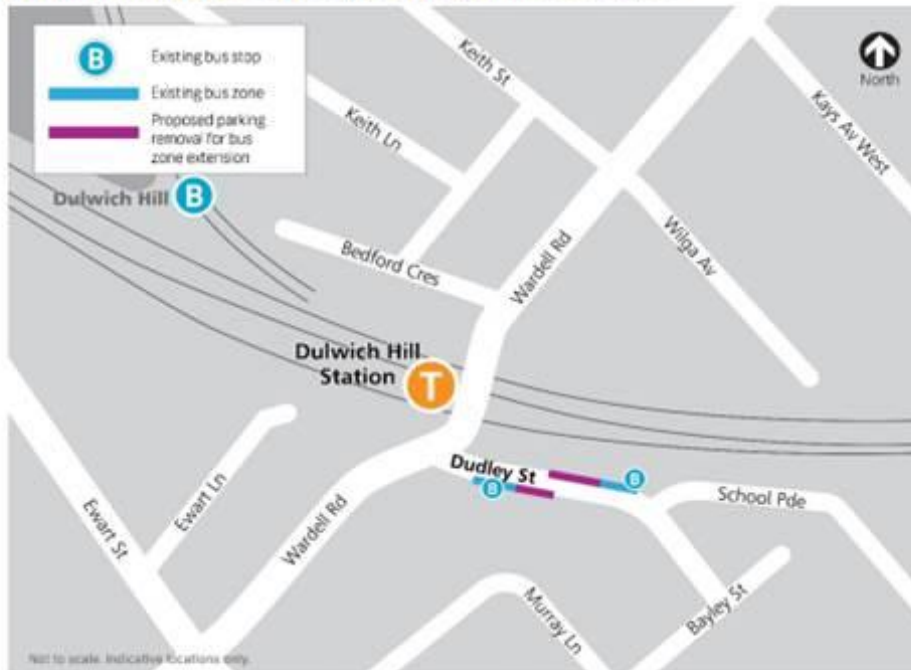 Existing bus stop
Existing bus zone
Proposed parking
removal for bus
zone extension
B
North
Keith St
Kays Av West
Keith Ln
Dulwich Hill
B
Bedford Cres
Wardell Rd
Wilga Av
Dulwich Hill
Station
T
Dudley St
B
B
School Pde
Ewart Ln
Ewart St
Wardell Rd
Murray Ln
Bayley St
Not to scale. Indicative locations only.